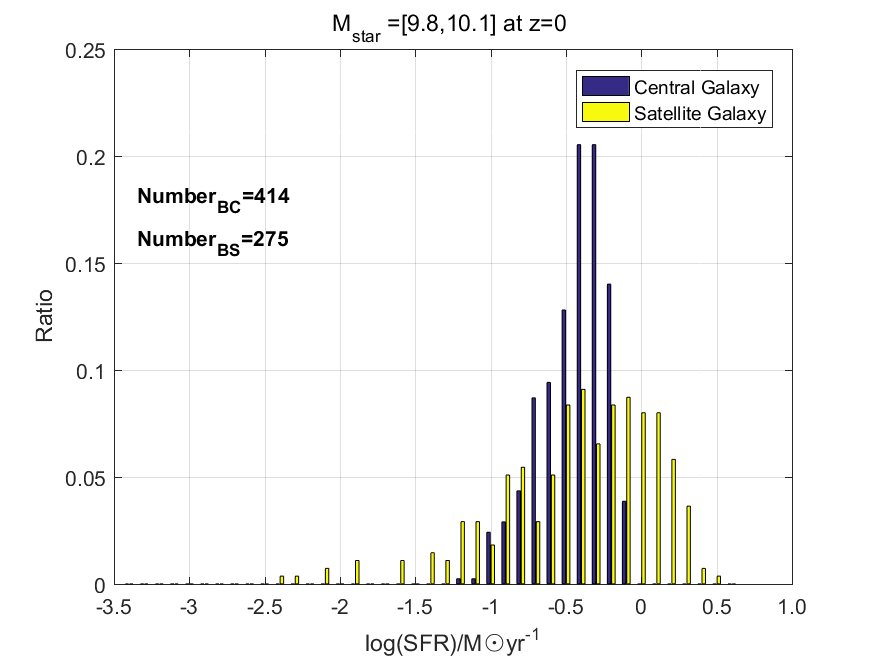 M_star =[9.8,10.1] at z=0
0.25
0.2
0.15
0.1
0.05
0
Ratio
Central Galaxy
Satellite Galaxy
Number_BC=414
Number_BS=275
-3.5 -3 -2.5 -2 -1.5 -1 -0.5 0 0.5 1.0
log(SFR)/M☉yr^-1